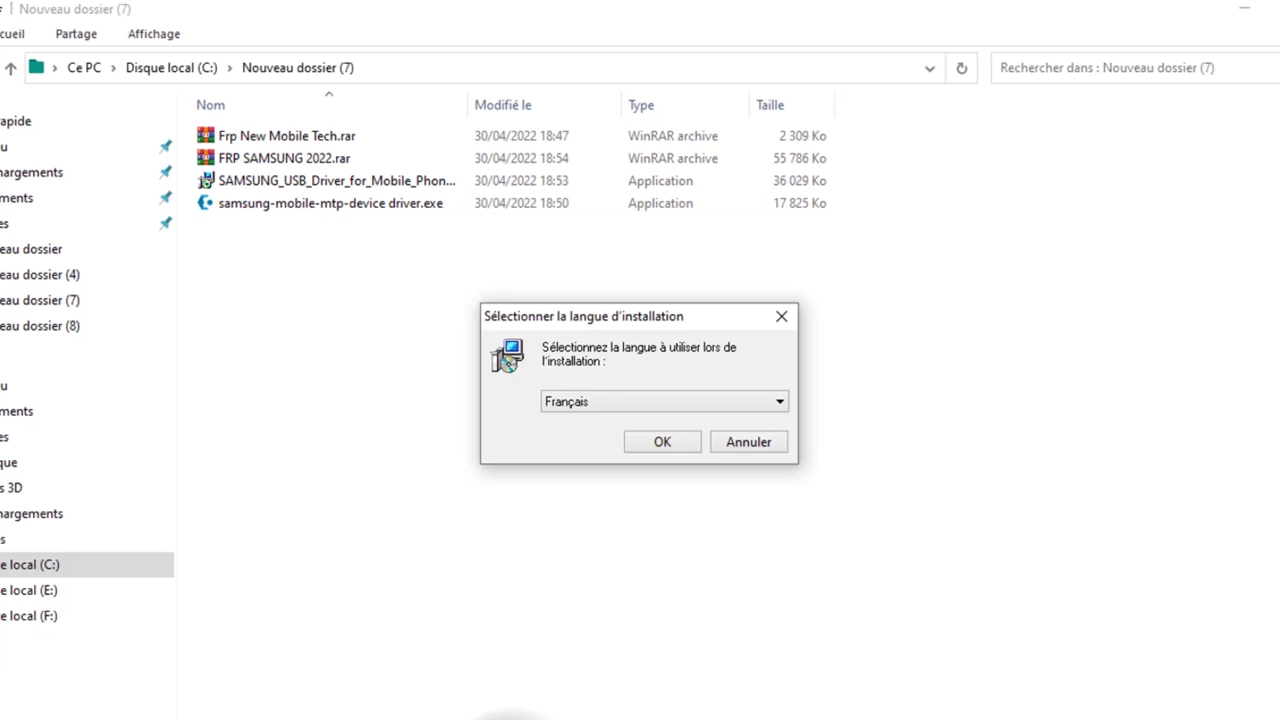 Nouveau dossier (7)
cueil Partage Affichage
Ce PC Disque local (C:) Nouveau dossier (7)
Rechercher dans : Nouveau dossier (7)
Nom Modifié le Type Taille
Frp New Mobile Tech.rar 30/04/2022 18:47 WinRAR archive 2 309 Ko
FRP SAMSUNG 2022.rar 30/04/2022 18:54 WinRAR archive 55 786 Ko
SAMSUNG_USB_Driver_for_Mobile_Phon... 30/04/2022 18:53 Application 36 029 Ko
samsung-mobile-mtp-device driver.exe 30/04/2022 18:50 Application 17 825 Ko
rapide
u
hargements
ments
es
eau dossier
eau dossier (4)
eau dossier (7)
eau dossier (8)
u
ments
es
que
s 3D
hargements
s
e local (C:)
e local (E:)
e local (F:)
Sélectionner la langue d'installation
Sélectionnez la langue à utiliser lors de
l'installation :
Français
OK Annuler